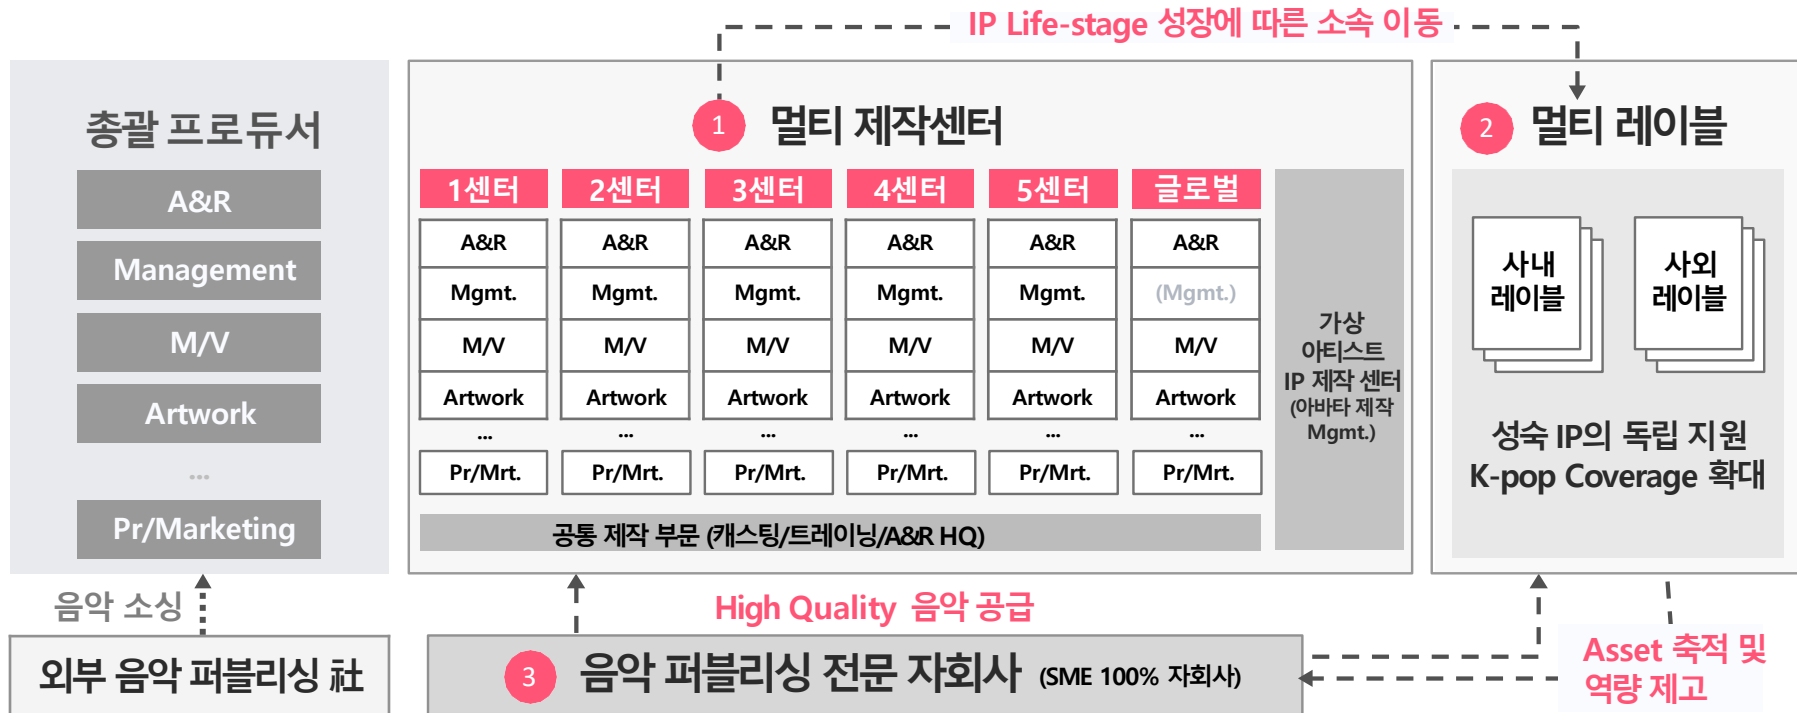 IP Life-stage 성장에 따른 소속 이동
총괄 프로듀서
A&R
Management
M/V
Artwork
...
Pr/Marketing
음악 소싱
외부 음악 퍼블리싱 社
1 멀티 제작센터
1센터 2센터 3센터 4센터 5센터 글로벌
A&R A&R A&R A&R A&R A&R
Mgmt. Mgmt. Mgmt. Mgmt. Mgmt. (Mgmt.)
M/V M/V M/V M/V M/V M/V
Artwork Artwork Artwork Artwork Artwork Artwork
... ... ... ... ... ...
Pr/Mrt. Pr/Mrt. Pr/Mrt. Pr/Mrt. Pr/Mrt. Pr/Mrt.
공통 제작 부문 (캐스팅/트레이닝/A&R HQ)
가상
아티스트
IP 제작 센터
(아바타 제작
Mgmt.)
2 멀티 레이블
사내
레이블
사외
레이블
성숙 IP의 독립 지원
K-pop Coverage 확대
High Quality 음악 공급
3 음악 퍼블리싱 전문 자회사 (SME 100% 자회사)
Asset 축적 및
역량 제고